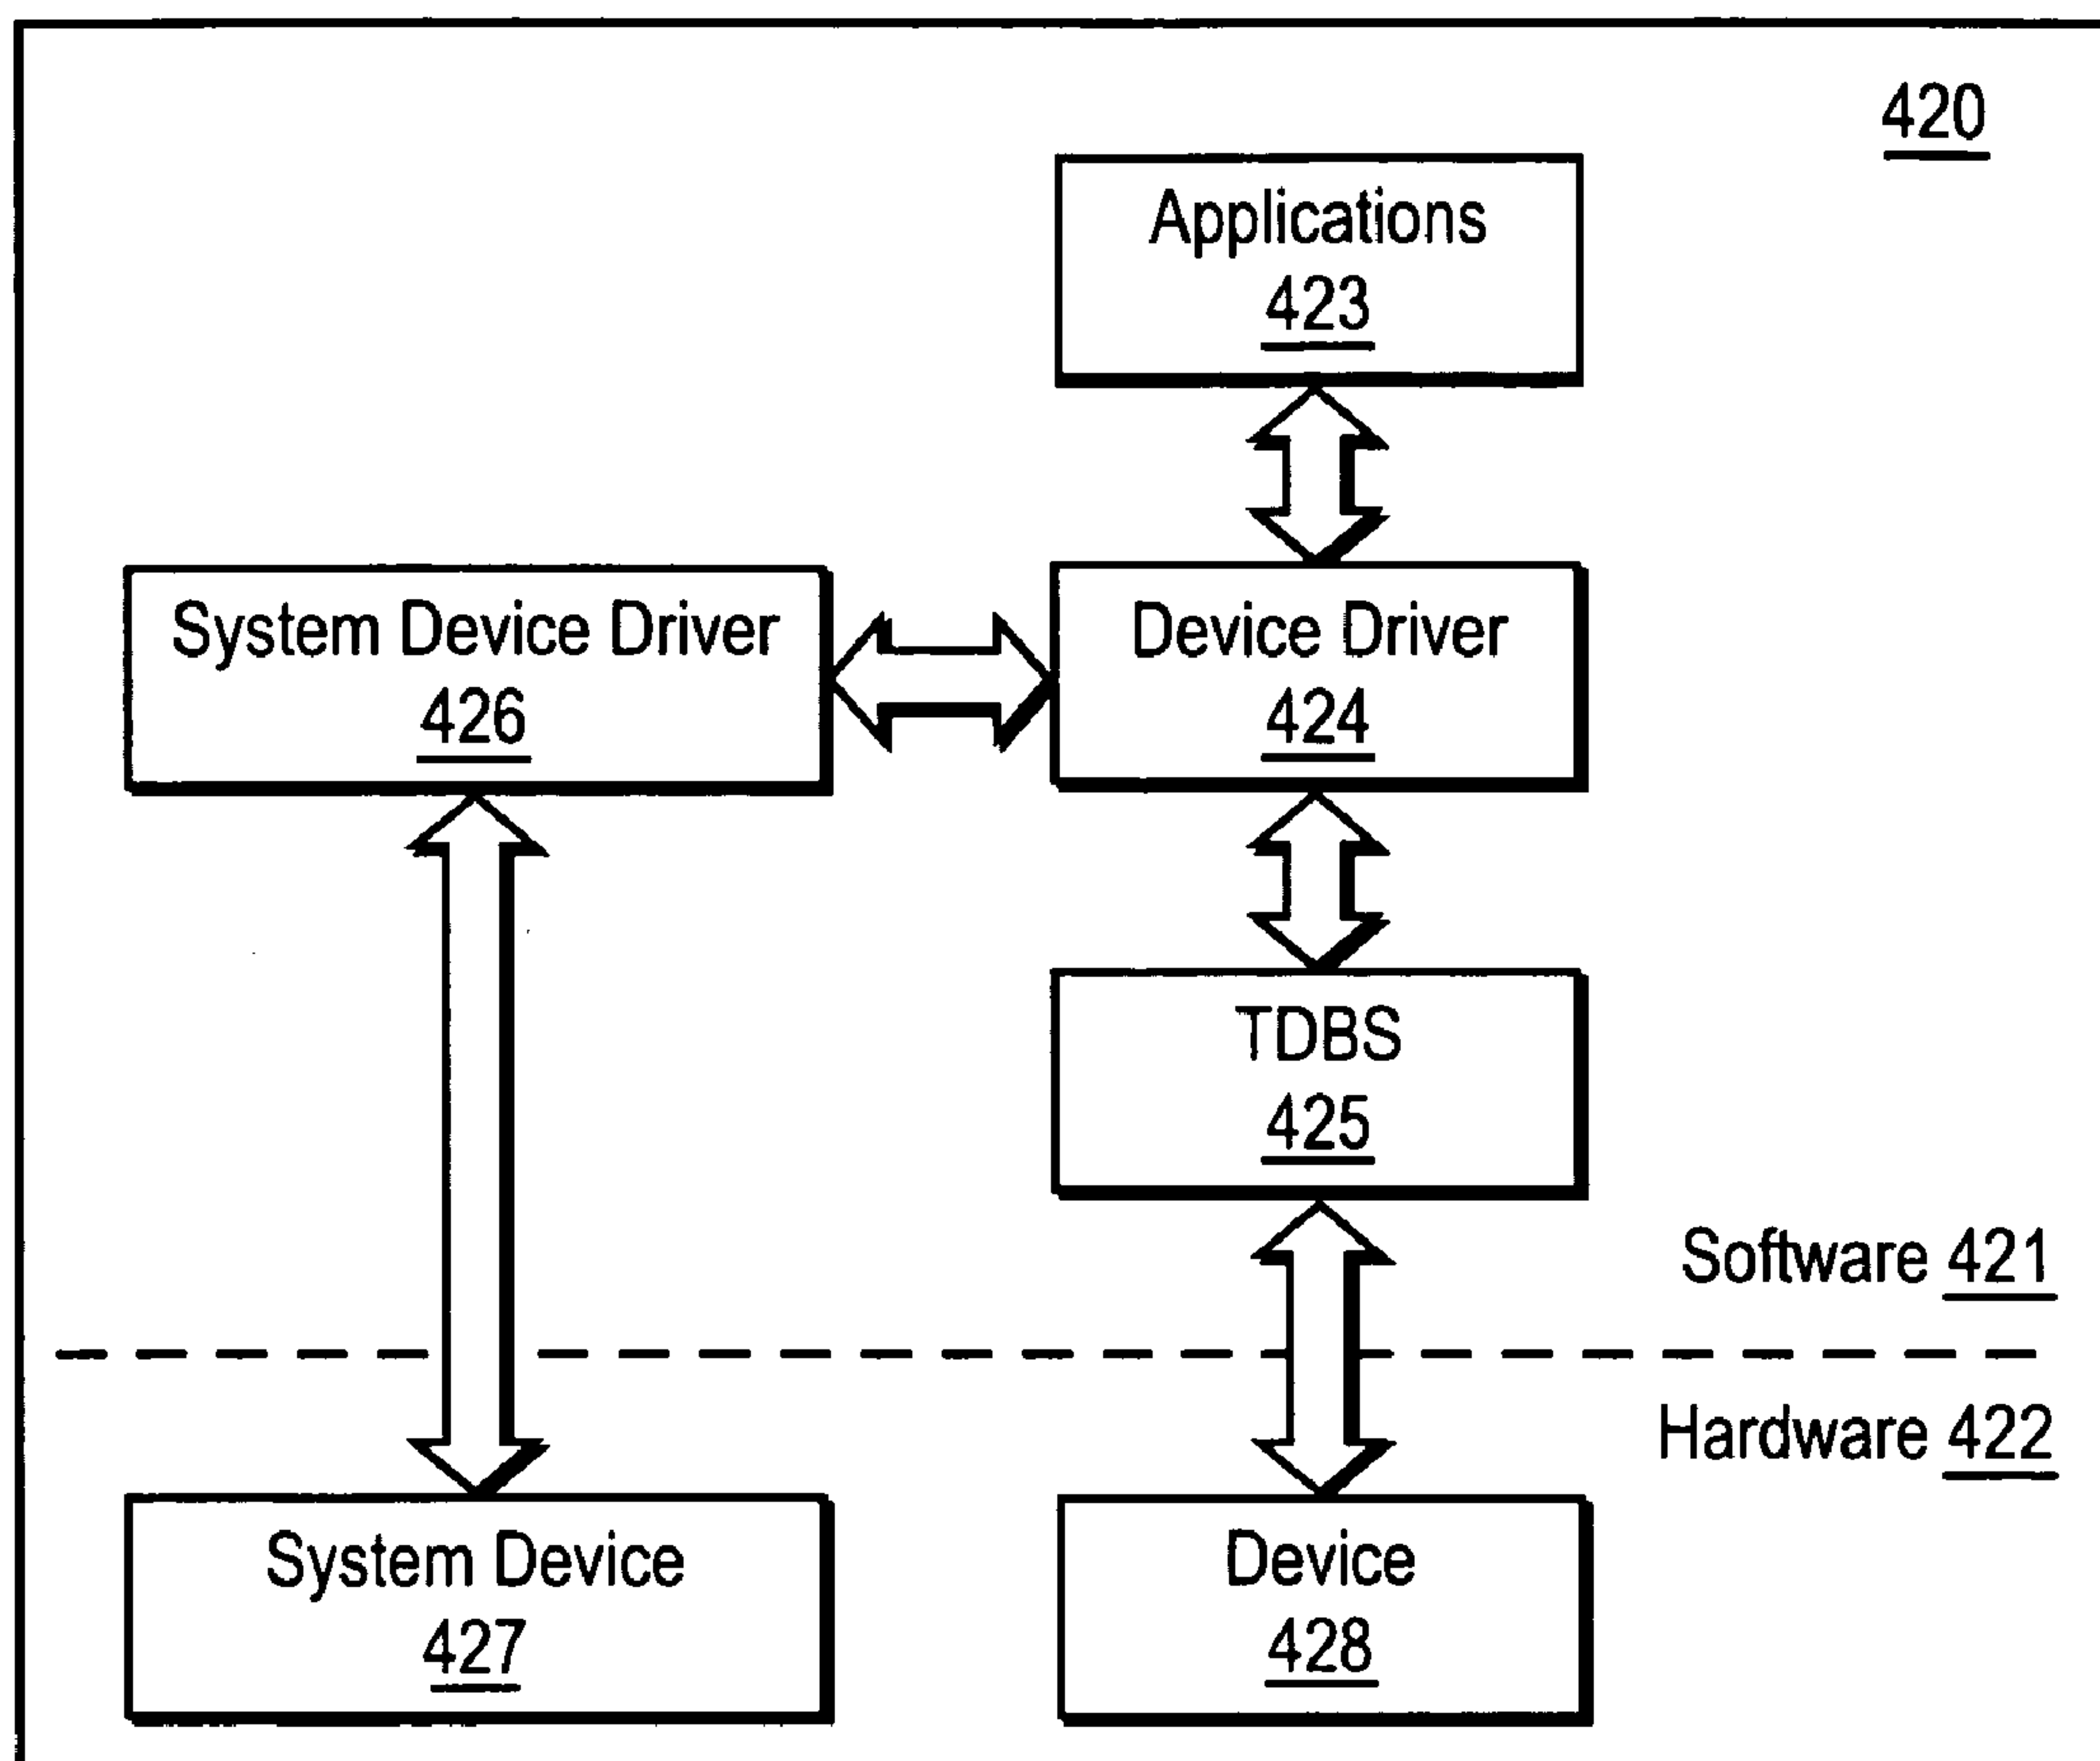 420
Applications
423
System Device Driver
426
Device Driver
424
TDBS
425
Software 421
Hardware 422
System Device
427
Device
428